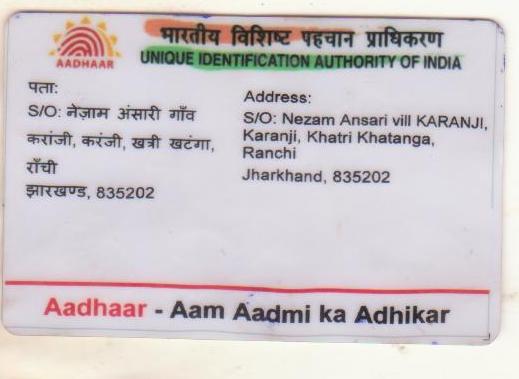 भारतीय विशिष्ट पहचान प्राधिकरण
UNIQUE IDENTIFICATION AUTHORITY OF INDIA
AADHAAR
पता:
S/O: नेज़ाम अंसारी गाँव
करांजी, करंजी, खत्री खटंगा,
राँची
झारखण्ड, 835202
Address:
S/O: Nezam Ansari vill KARANJI,
Karanji, Khatri Khatanga,
Ranchi
Jharkhand, 835202
Aadhaar - Aam Aadmi ka Adhikar